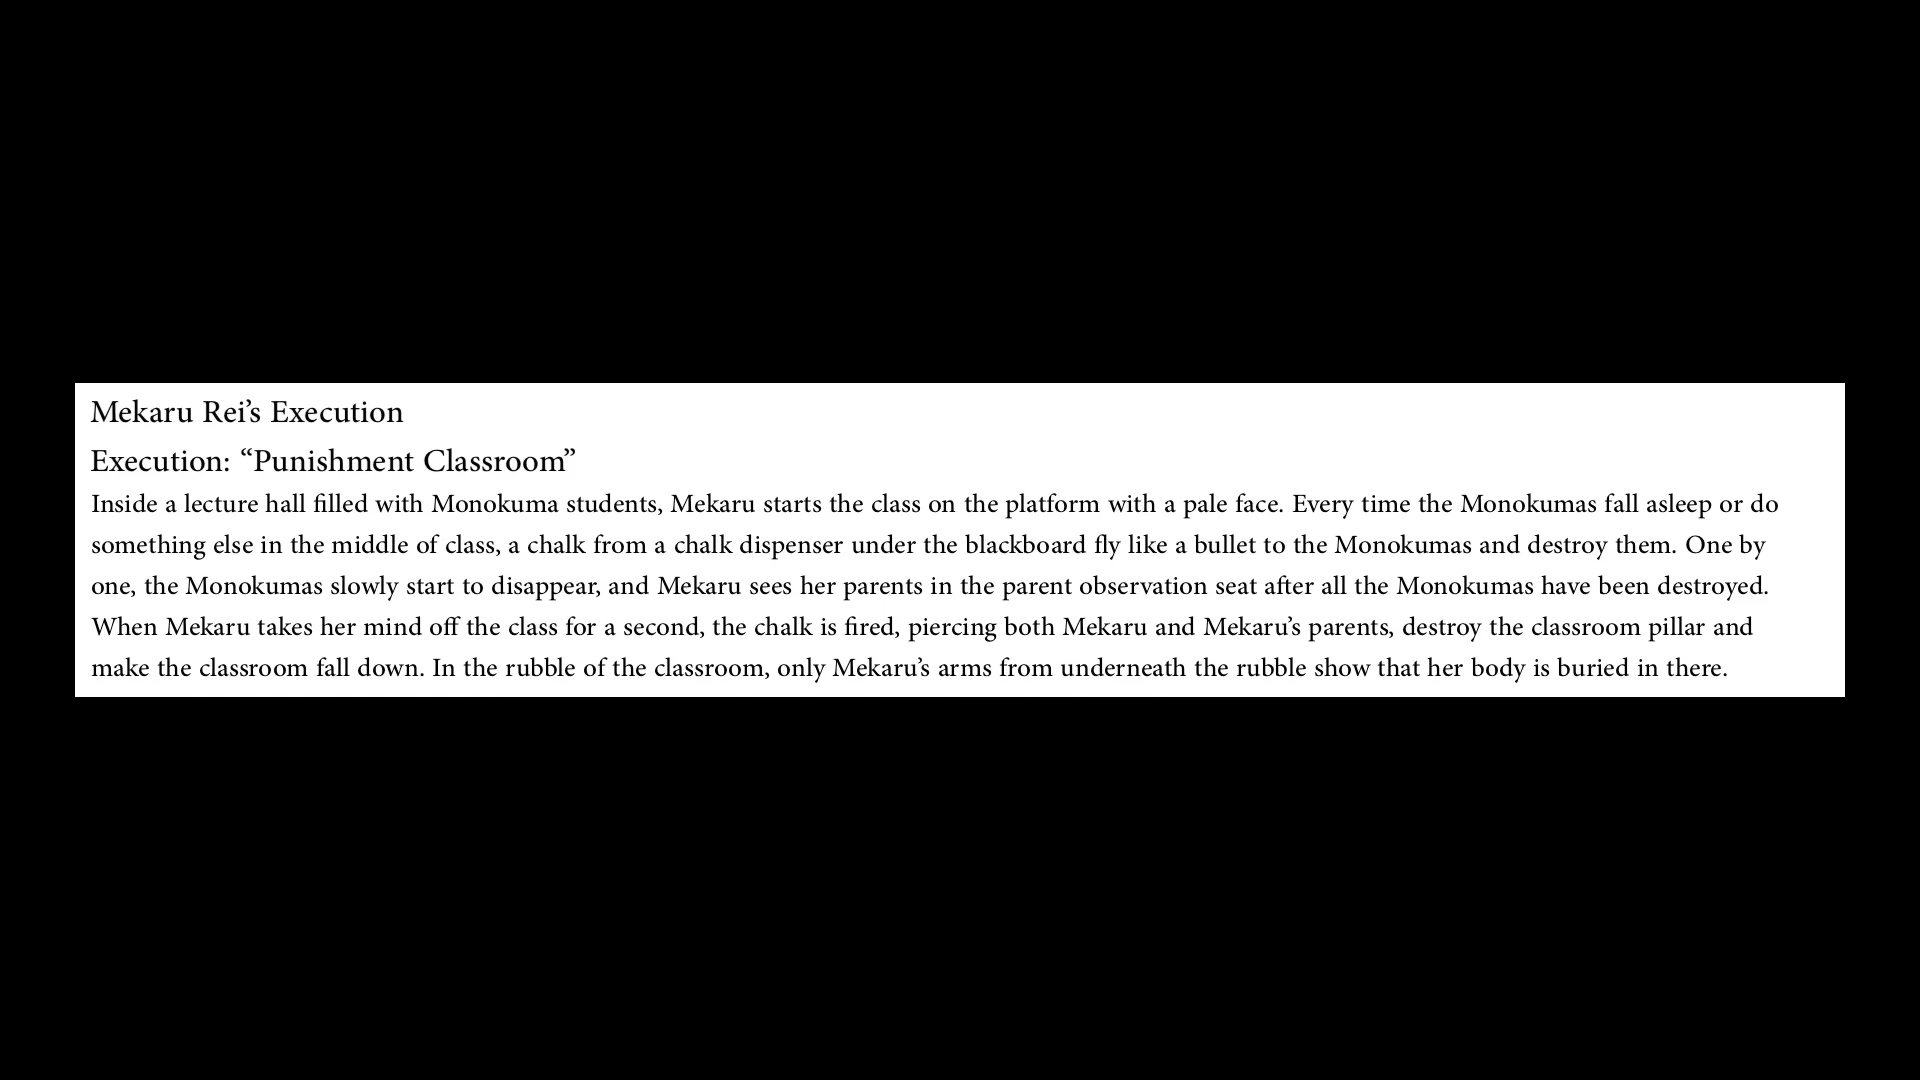 Mekaru Rei’s Execution
Execution: “Punishment Classroom”
Inside a lecture hall filled with Monokuma students, Mekaru starts the class on the platform with a pale face. Every time the Monokumas fall asleep or do
something else in the middle of class, a chalk from a chalk dispenser under the blackboard fly like a bullet to the Monokumas and destroy them. One by
one, the Monokumas slowly start to disappear, and Mekaru sees her parents in the parent observation seat after all the Monokumas have been destroyed.
When Mekaru takes her mind off the class for a second, the chalk is fired, piercing both Mekaru and Mekaru’s parents, destroy the classroom pillar and
make the classroom fall down. In the rubble of the classroom, only Mekaru’s arms from underneath the rubble show that her body is buried in there.